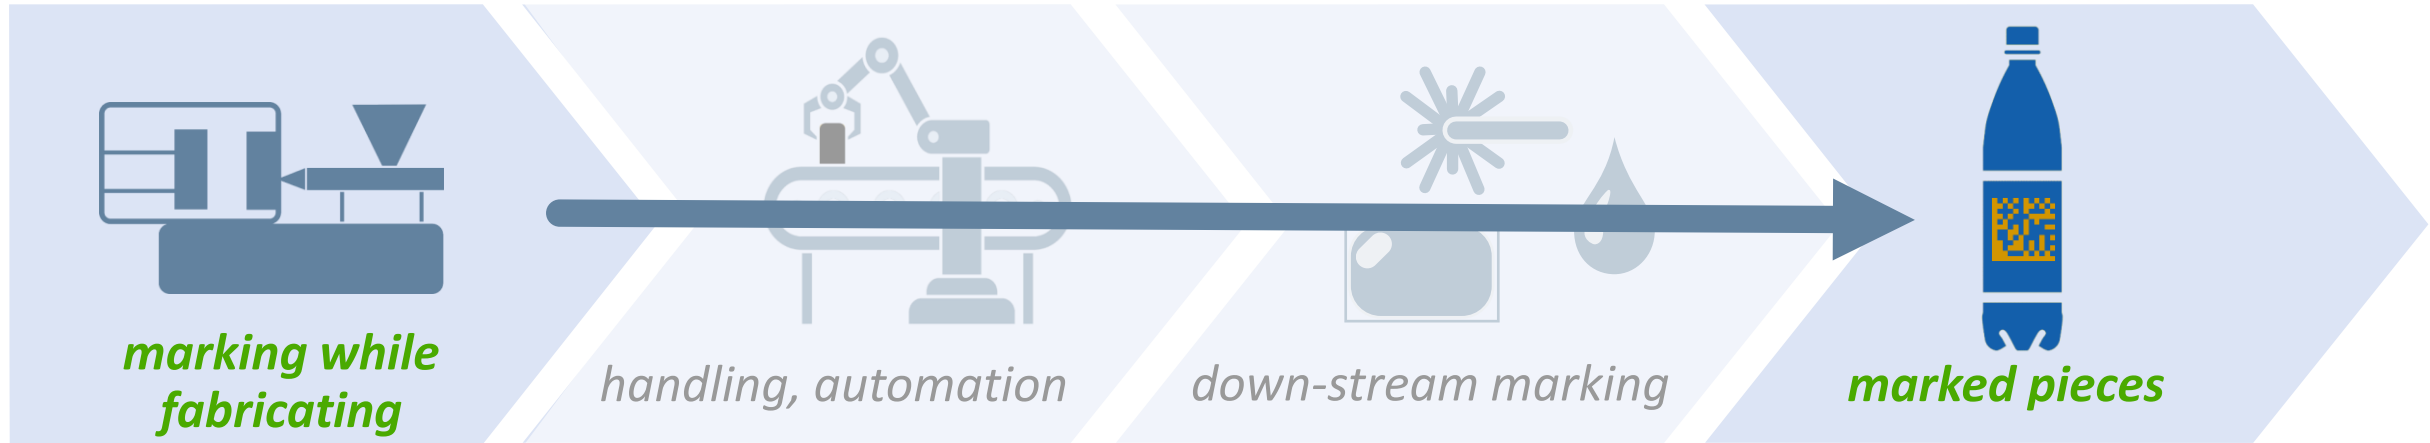 marking while
fabricating
handling, automation
down-stream marking
marked pieces